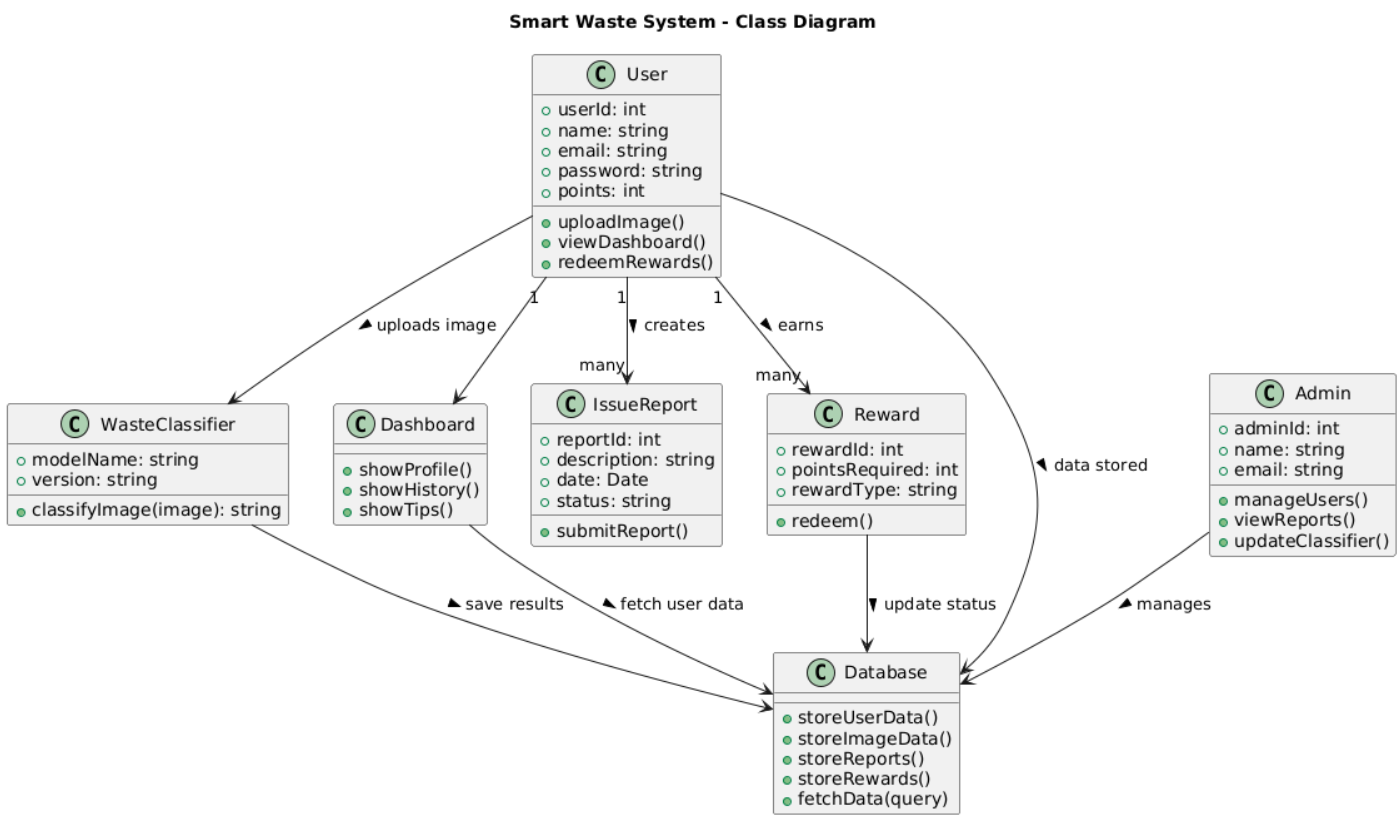 Smart Waste System - Class Diagram
C User
userId: int
name: string
email: string
password: string
points: int
uploadImage()
viewDashboard()
redeemRewards()
1
1
1
uploads image
creates
earns
many
many
C WasteClassifier
modelName: string
version: string
classifyImage(image): string
C Dashboard
showProfile()
showHistory()
showTips()
C IssueReport
reportId: int
description: string
date: Date
status: string
submitReport()
C Reward
rewardId: int
pointsRequired: int
rewardType: string
redeem()
data stored
C Admin
adminId: int
name: string
email: string
manageUsers()
viewReports()
updateClassifier()
save results
fetch user data
update status
manages
C Database
storeUserData()
storeImageData()
storeReports()
storeRewards()
fetchData(query)